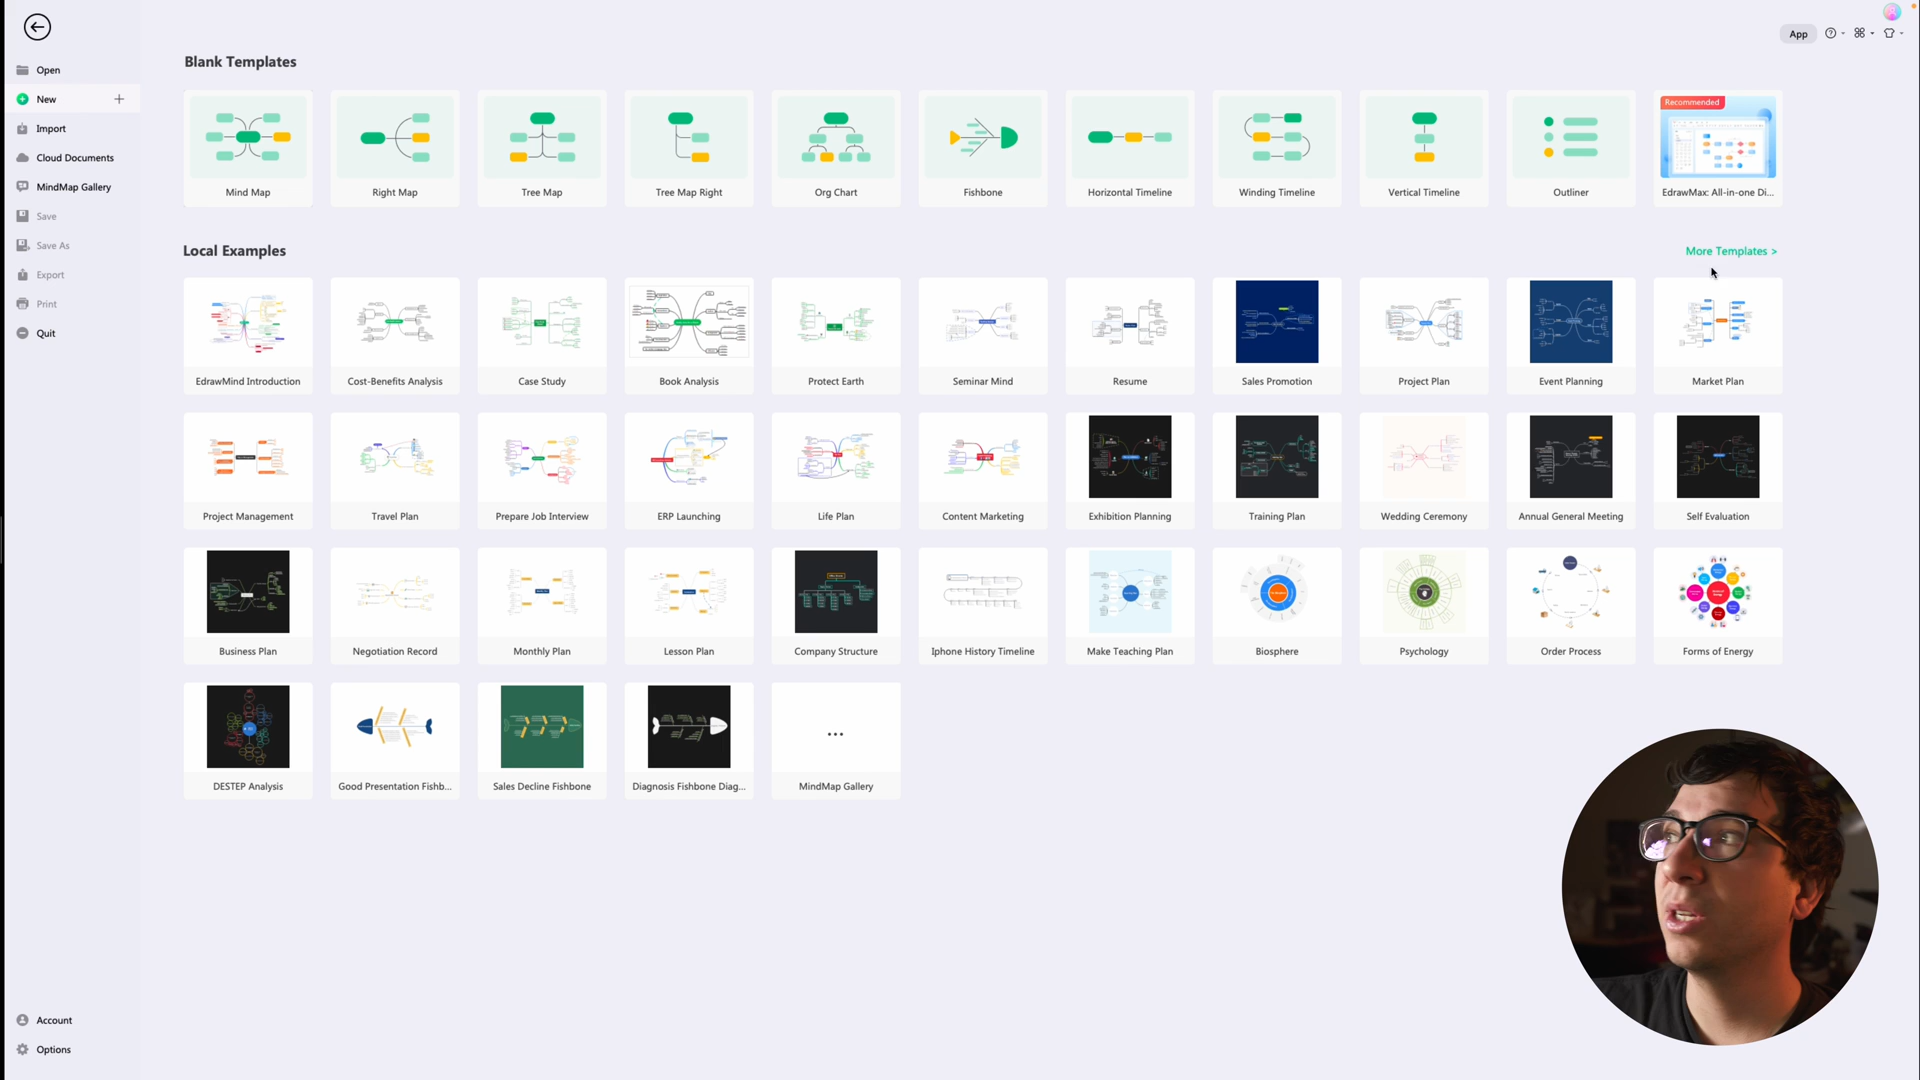 App
Open
New
Import
Cloud Documents
MindMap Gallery
Save
Save As
Export
Print
Quit
Account
Options
Blank Templates
Recommended
Mind Map
Right Map
Tree Map
Tree Map Right
Org Chart
Fishbone
Horizontal Timeline
Winding Timeline
Vertical Timeline
Outliner
EdrawMax: All-in-one Di...
Local Examples
More Templates >
EdrawMind Introduction
Cost-Benefits Analysis
Case Study
Book Analysis
Protect Earth
Seminar Mind
Resume
Sales Promotion
Project Plan
Event Planning
Market Plan
Project Management
Travel Plan
Prepare Job Interview
ERP Launching
Life Plan
Content Marketing
Exhibition Planning
Training Plan
Wedding Ceremony
Annual General Meeting
Self Evaluation
Business Plan
Negotiation Record
Monthly Plan
Lesson Plan
Company Structure
Iphone History Timeline
Make Teaching Plan
Biosphere
Psychology
Order Process
Forms of Energy
DESTEP Analysis
Good Presentation Fishb...
Sales Decline Fishbone
Diagnosis Fishbone Diag...
MindMap Gallery